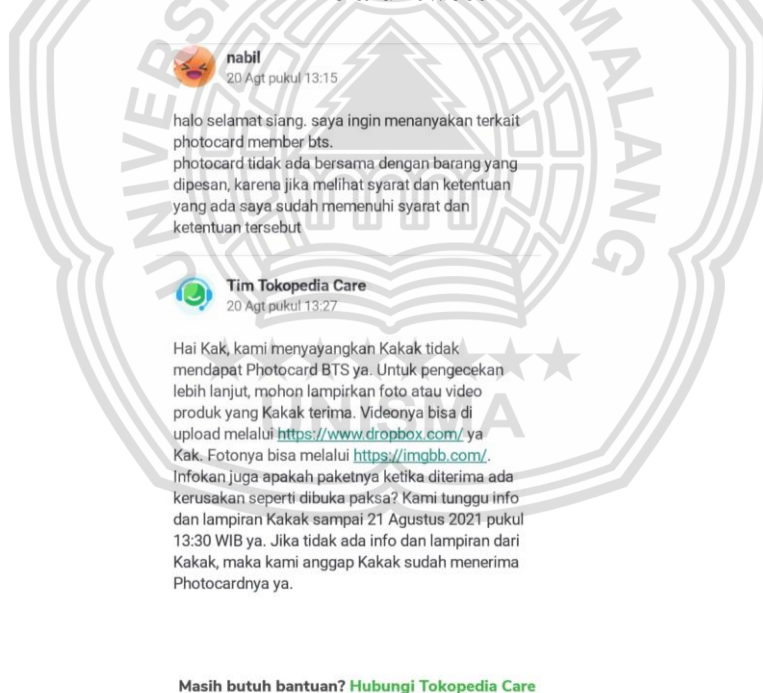 nabil
20 Agt pukul 13:15
halo selamat siang. saya ingin menanyakan terkait
photocard member bts.
photocard tidak ada bersama dengan barang yang
dipesan, karena jika melihat syarat dan ketentuan
yang ada saya sudah memenuhi syarat dan
ketentuan tersebut
Tim Tokopedia Care
20 Agt pukul 13:27
Hai Kak, kami menyayangkan Kakak tidak
mendapat Photocard BTS ya. Untuk pengecekan
lebih lanjut, mohon lampirkan foto atau video
produk yang Kakak terima. Videonya bisa di
upload melalui https://www.dropbox.com/ ya
Kak. Fotonya bisa melalui https://imgbb.com/.
Infokan juga apakah paketnya ketika diterima ada
kerusakan seperti dibuka paksa? Kami tunggu info
dan lampiran Kakak sampai 21 Agustus 2021 pukul
13:30 WIB ya. Jika tidak ada info dan lampiran dari
Kakak, maka kami anggap Kakak sudah menerima
Photocardnya ya.
Masih butuh bantuan? Hubungi Tokopedia Care
UNISMA
MALANG